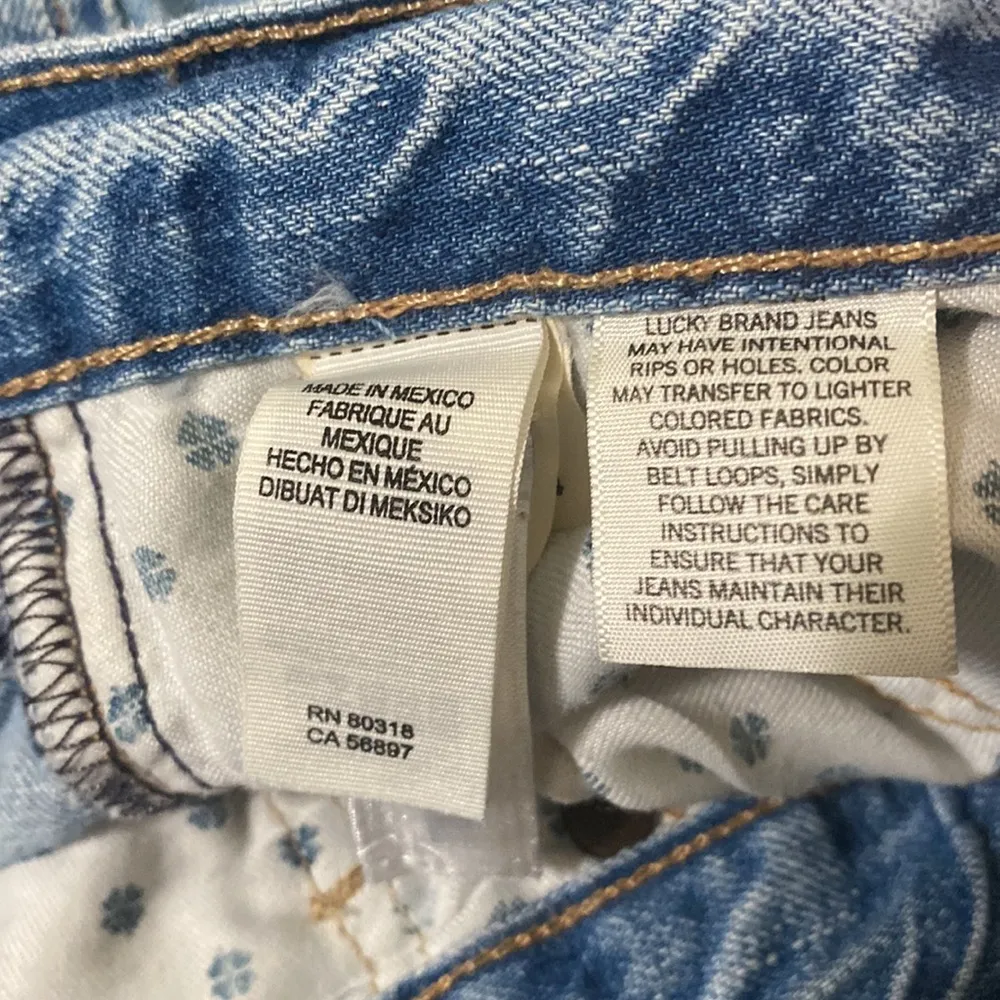 MADE IN MEXICO
FABRIQUE AU
MEXIQUE
HECHO EN MÉXICO
DIBUAT DI MEKSIKO
RN 80318
CA 56897
LUCKY BRAND JEANS
MAY HAVE INTENTIONAL
RIPS OR HOLES. COLOR
MAY TRANSFER TO LIGHTER
COLORED FABRICS.
AVOID PULLING UP BY
BELT LOOPS, SIMPLY
FOLLOW THE CARE
INSTRUCTIONS TO
ENSURE THAT YOUR
JEANS MAINTAIN THEIR
INDIVIDUAL CHARACTER.